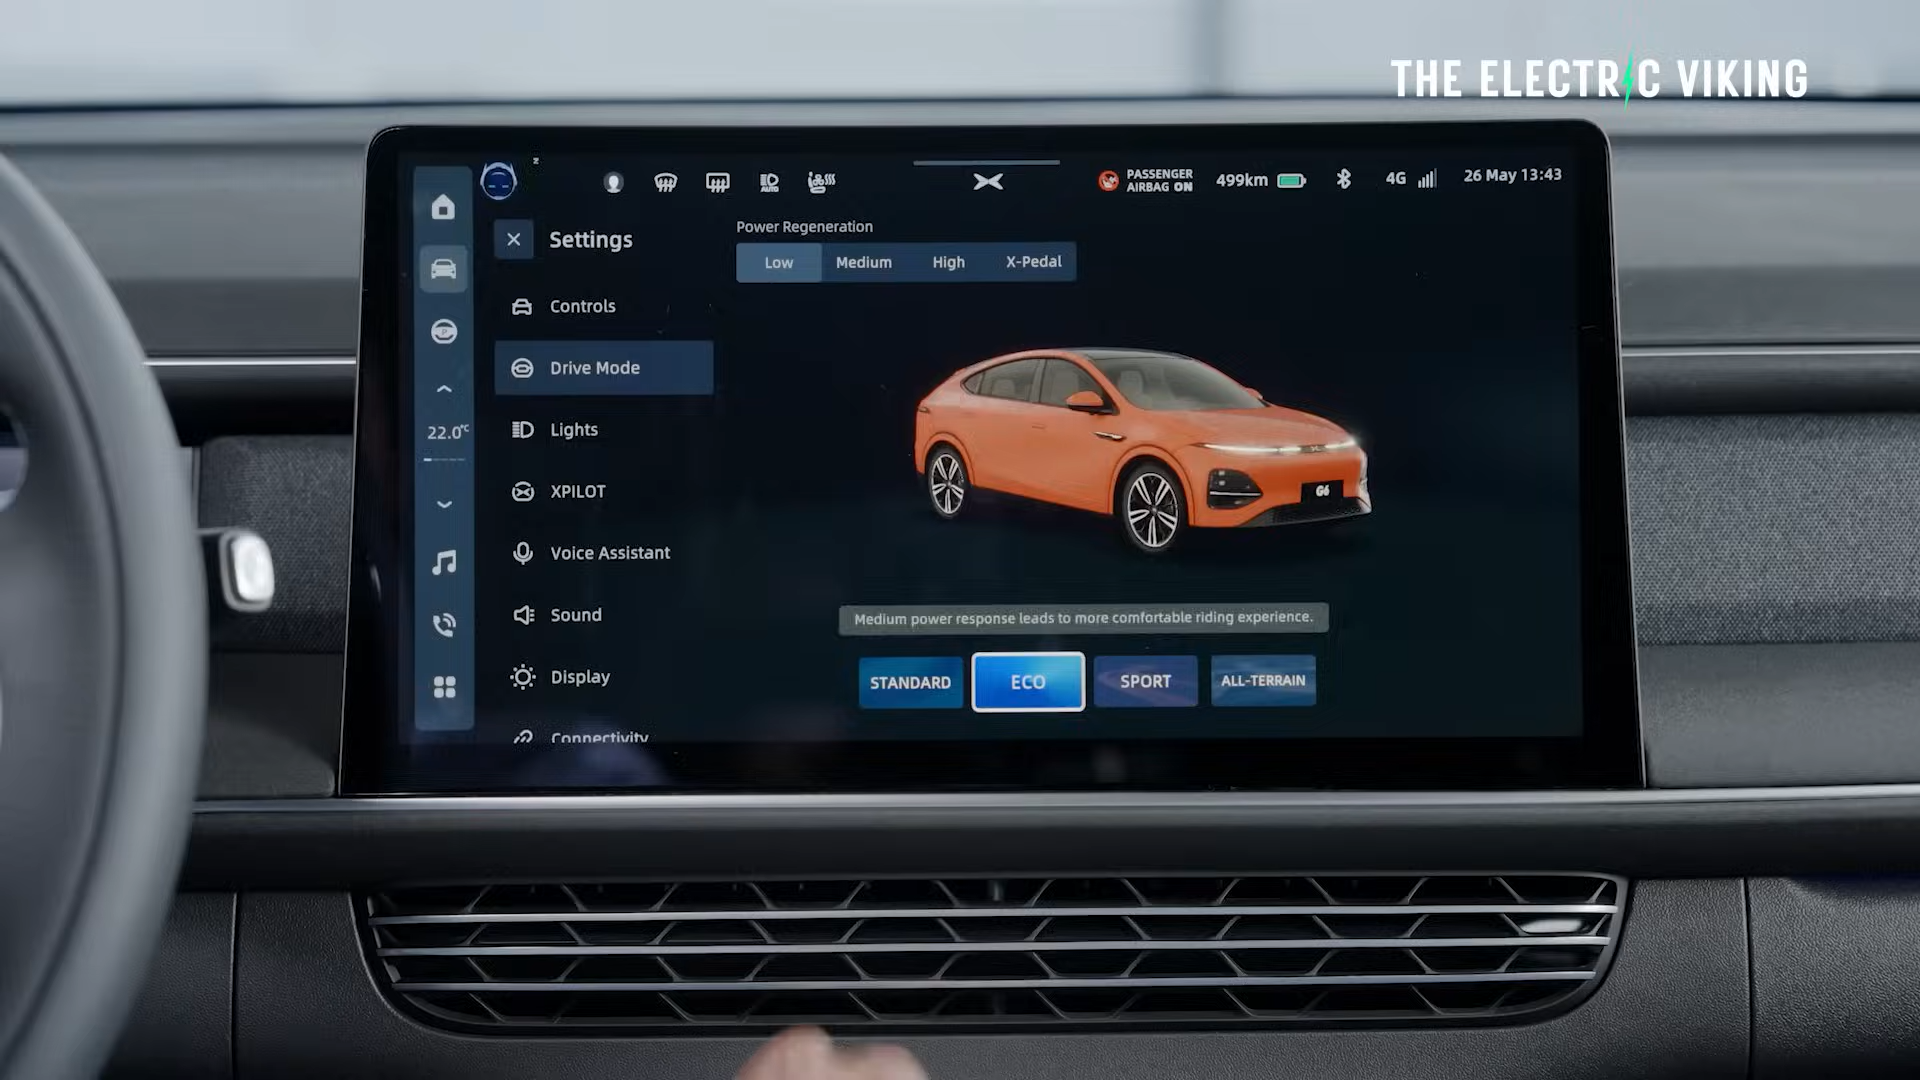 THE ELECTRIC VIKING
PASSENGER
AIRBAG ON
499km
4G
26 May 13:43
Settings
Power Regeneration
Low
Medium
High
X-Pedal
Controls
Drive Mode
Lights
XPILOT
Voice Assistant
Sound
Display
Connectivity
22.0°C
AUTO
P
G6
Medium power response leads to more comfortable riding experience.
STANDARD
ECO
SPORT
ALL-TERRAIN